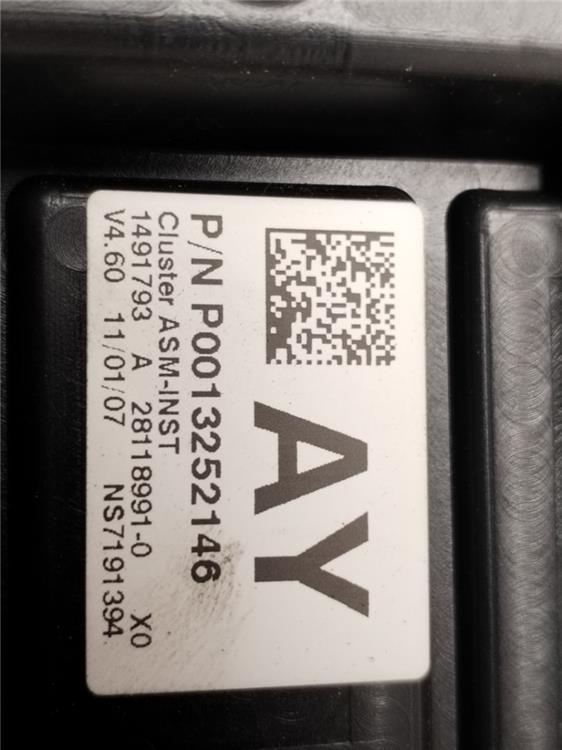 AY
P/N P0013252146
Cluster ASM-INST
1491793 A 28118991-0 X0
V4.60 11/01/07 NS7191394